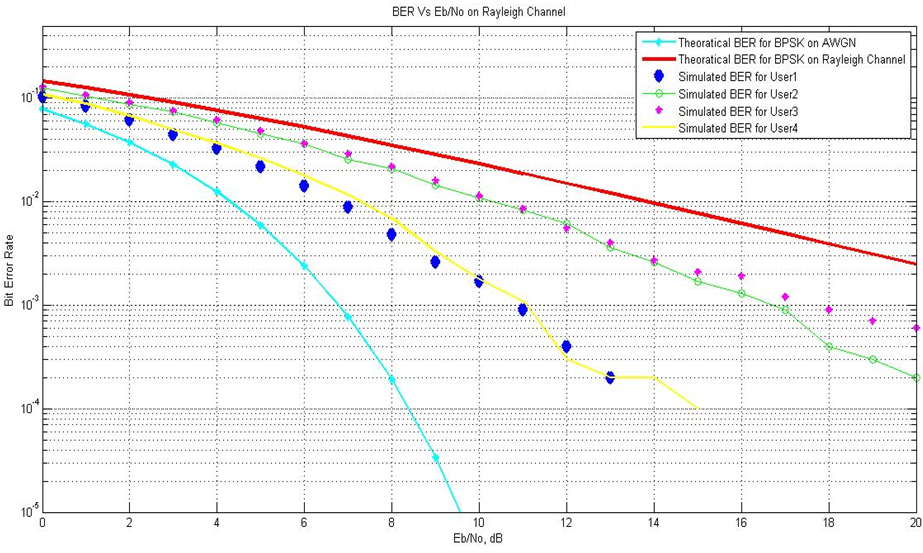 BER Vs Eb/No on Rayleigh Channel
Theoratical BER for BPSK on AWGN
Theoratical BER for BPSK on Rayleigh Channel
Simulated BER for User1
Simulated BER for User2
Simulated BER for User3
Simulated BER for User4
Bit Error Rate
10^-1
10^-2
10^-3
10^-4
10^-5
0 2 4 6 8 10 12 14 16 18 20
Eb/No, dB